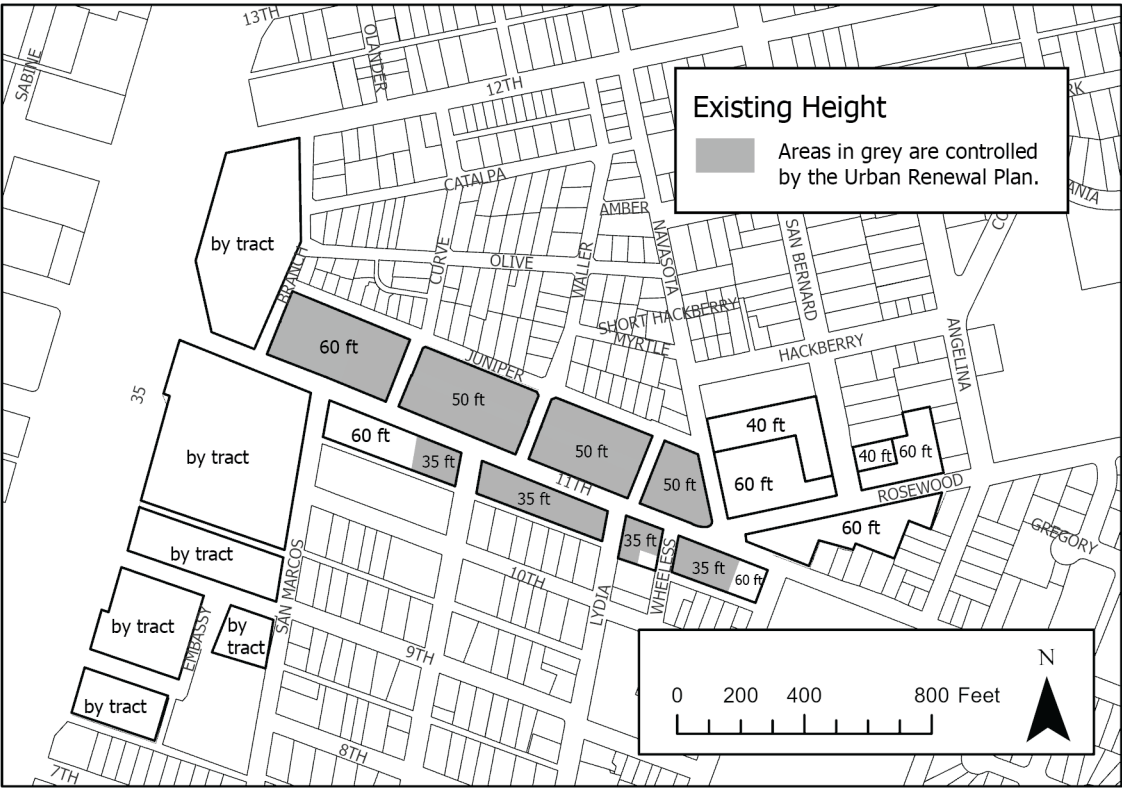 13TH
OLANDER
SABINE
12TH
RK
Existing Height
Areas in grey are controlled
by the Urban Renewal Plan.
CATALPA
ANIA
AMBER
CO
by tract
NAVASOTA
SAN BERNARD
CURVE
OLIVE
WALLER
BRANCH
SHORT HACKBERRY
MYRTLE
60 ft
JUNIPER
HACKBERRY
ANGELINA
35
50 ft
40 ft
60 ft
35 ft
50 ft
40 ft
60 ft
by tract
11TH
50 ft
60 ft
ROSEWOOD
35 ft
60 ft
GREGORY
by tract
35 ft
35 ft
60 ft
SAN MARCOS
10TH
LYDIA
WHEELESS
by tract
EMBASSY
by
tract
9TH
by tract
8TH
7TH
N
0 200 400 800 Feet